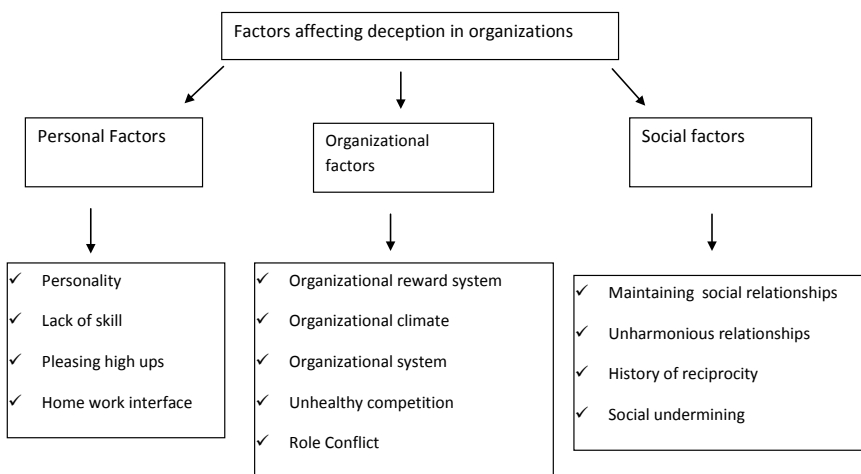 Factors affecting deception in organizations
Personal Factors
Organizational
factors
Social factors
✓ Personality
✓ Lack of skill
✓ Pleasing high ups
✓ Home work interface
✓ Organizational reward system
✓ Organizational climate
✓ Organizational system
✓ Unhealthy competition
✓ Role Conflict
✓ Maintaining social relationships
✓ Unharmonious relationships
✓ History of reciprocity
✓ Social undermining